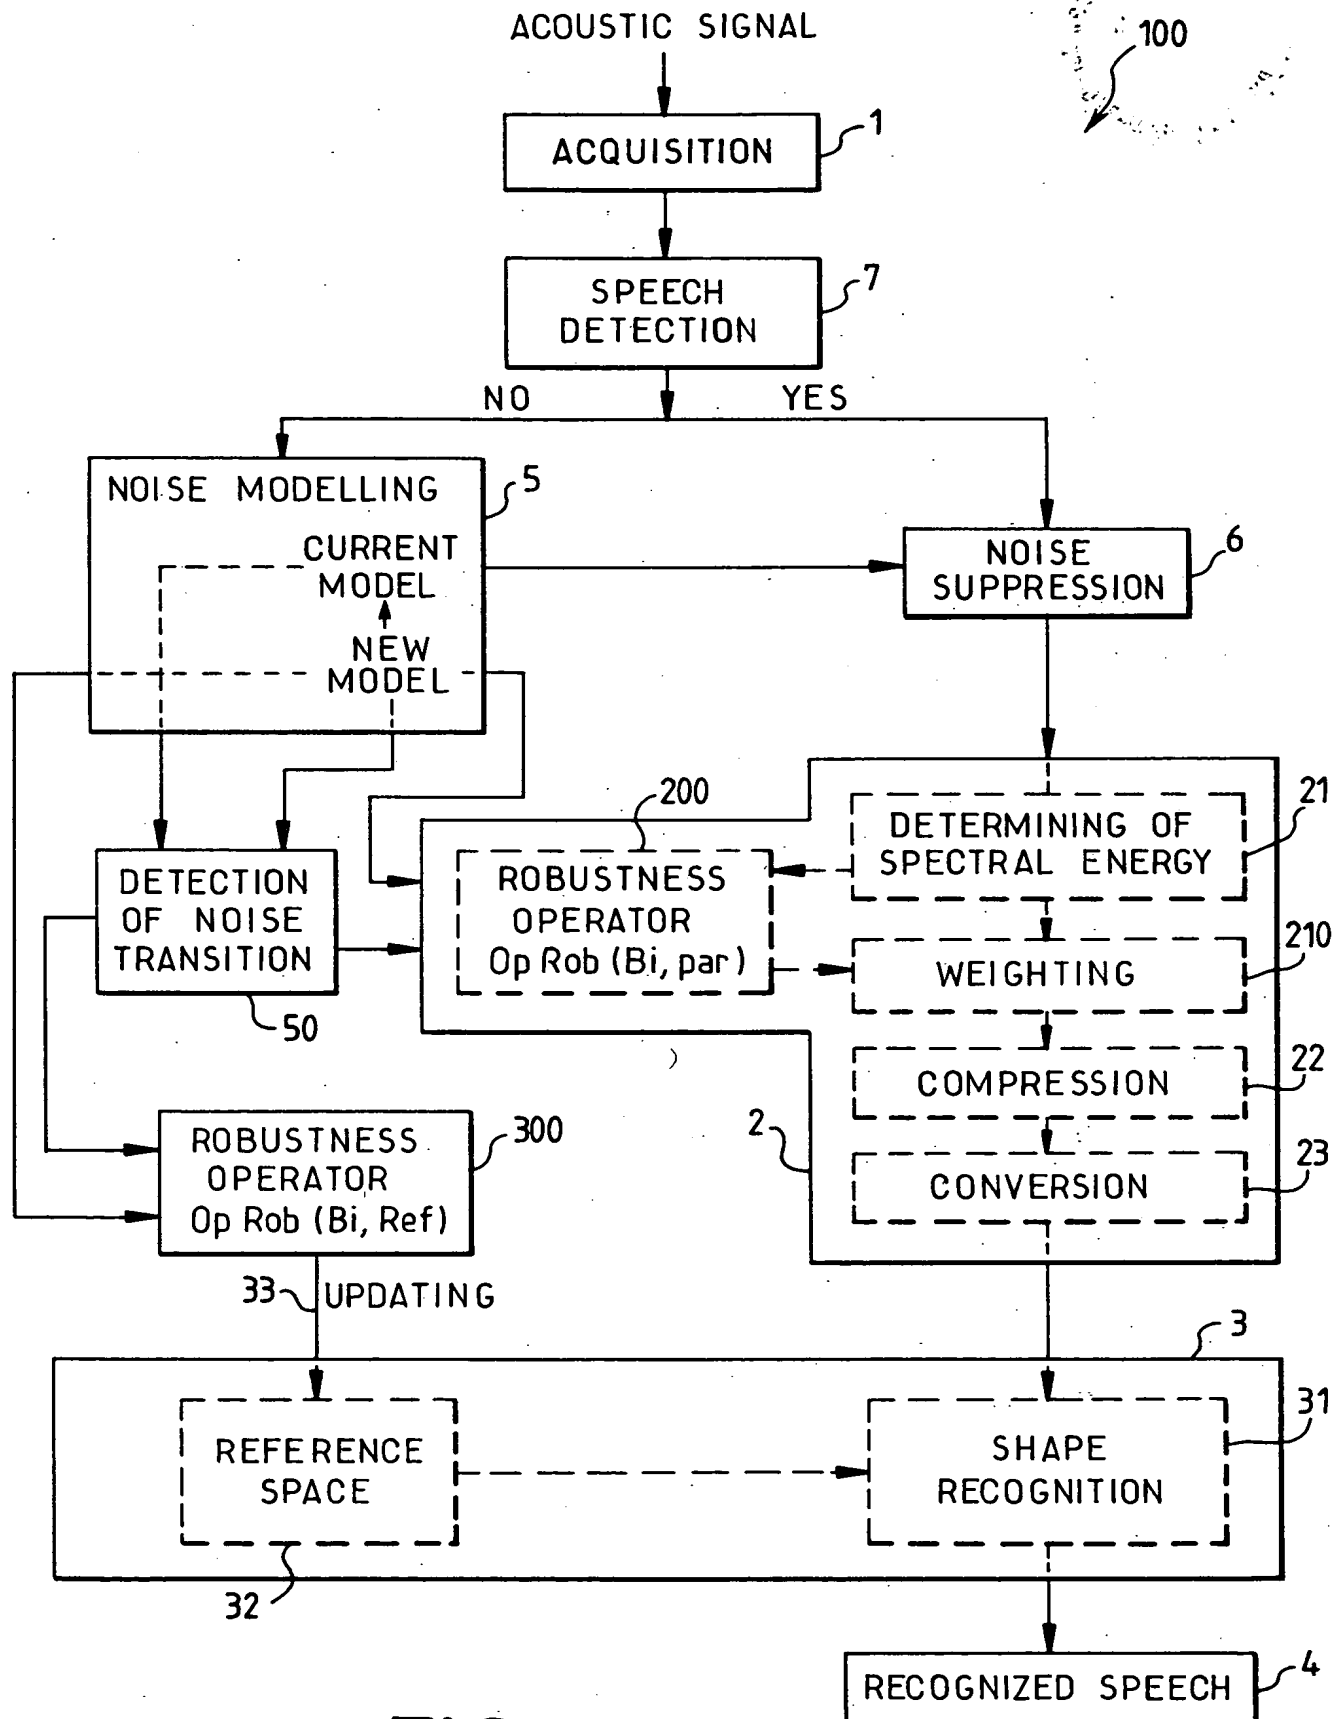 ACOUSTIC SIGNAL
100
ACQUISITION
1
SPEECH
DETECTION
7
NO
YES
NOISE MODELLING
5
CURRENT
MODEL
NEW
MODEL
NOISE
SUPPRESSION
6
200
DETERMINING OF
SPECTRAL ENERGY
21
DETECTION
OF NOISE
TRANSITION
50
ROBUSTNESS
OPERATOR
Op Rob (Bi, par)
WEIGHTING
210
COMPRESSION
22
CONVERSION
23
2
ROBUSTNESS
OPERATOR
Op Rob (Bi, Ref)
300
33
UPDATING
3
REFERENCE
SPACE
32
SHAPE
RECOGNITION
31
RECOGNIZED SPEECH
4